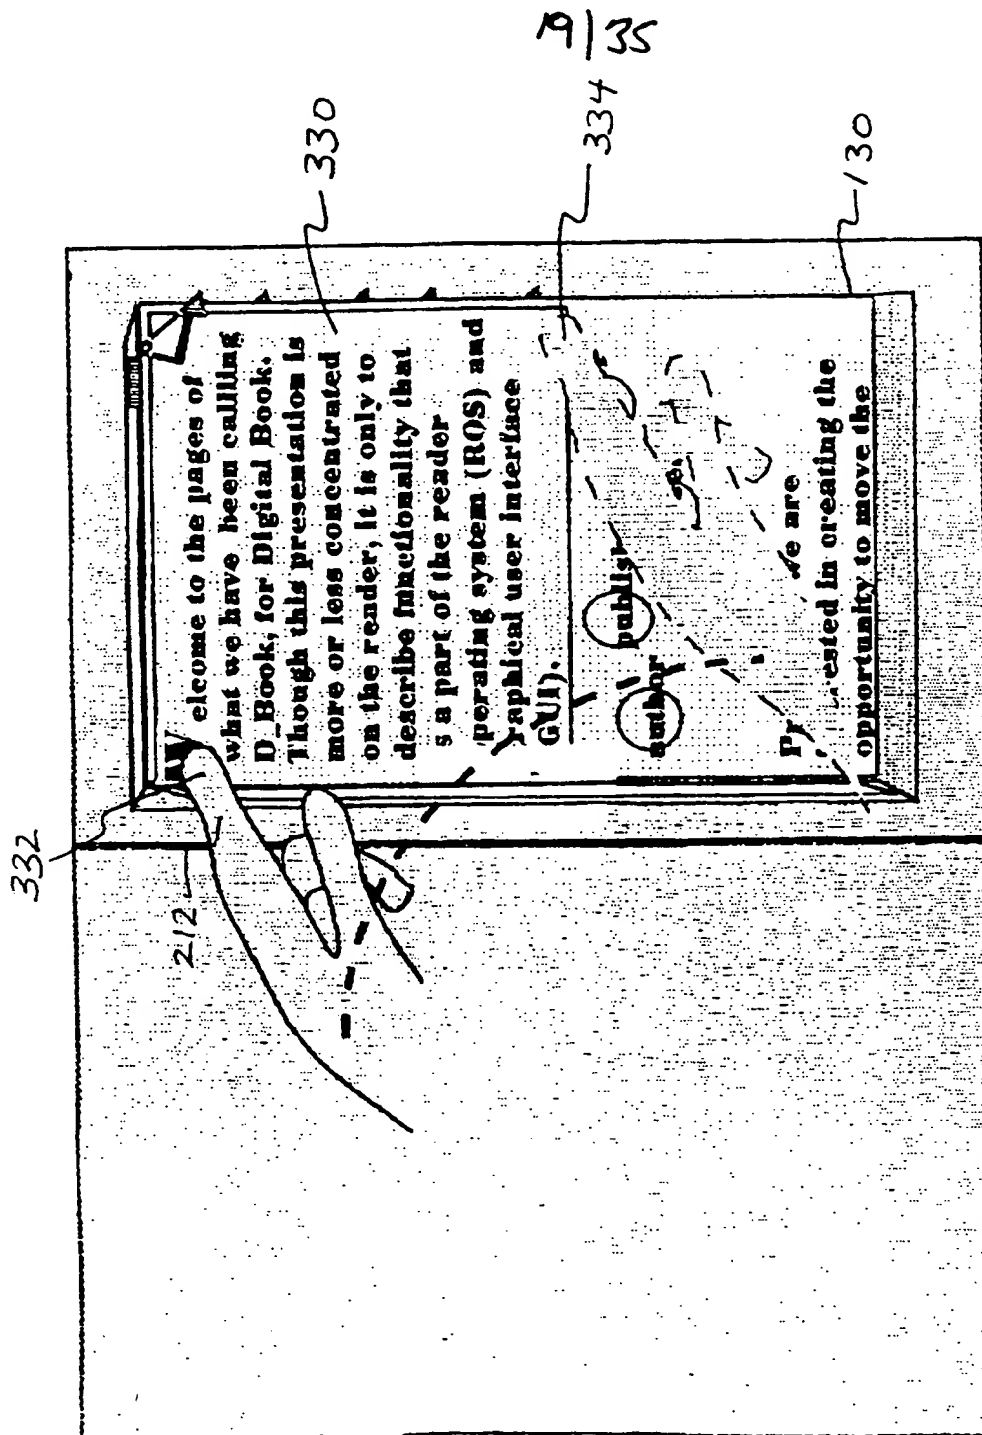 19/35
332
212
330
334
130
elcome to the pages of
what we have been callling
D_Book, for Digital Book.
Though this presentation is
more or less concentrated
on the reader, it is only to
describe functionality that
s a part of the reader
perating system (ROS) and
raphical user interface
GUI).
author publish
we are
ested in creating the
opportunity to move the